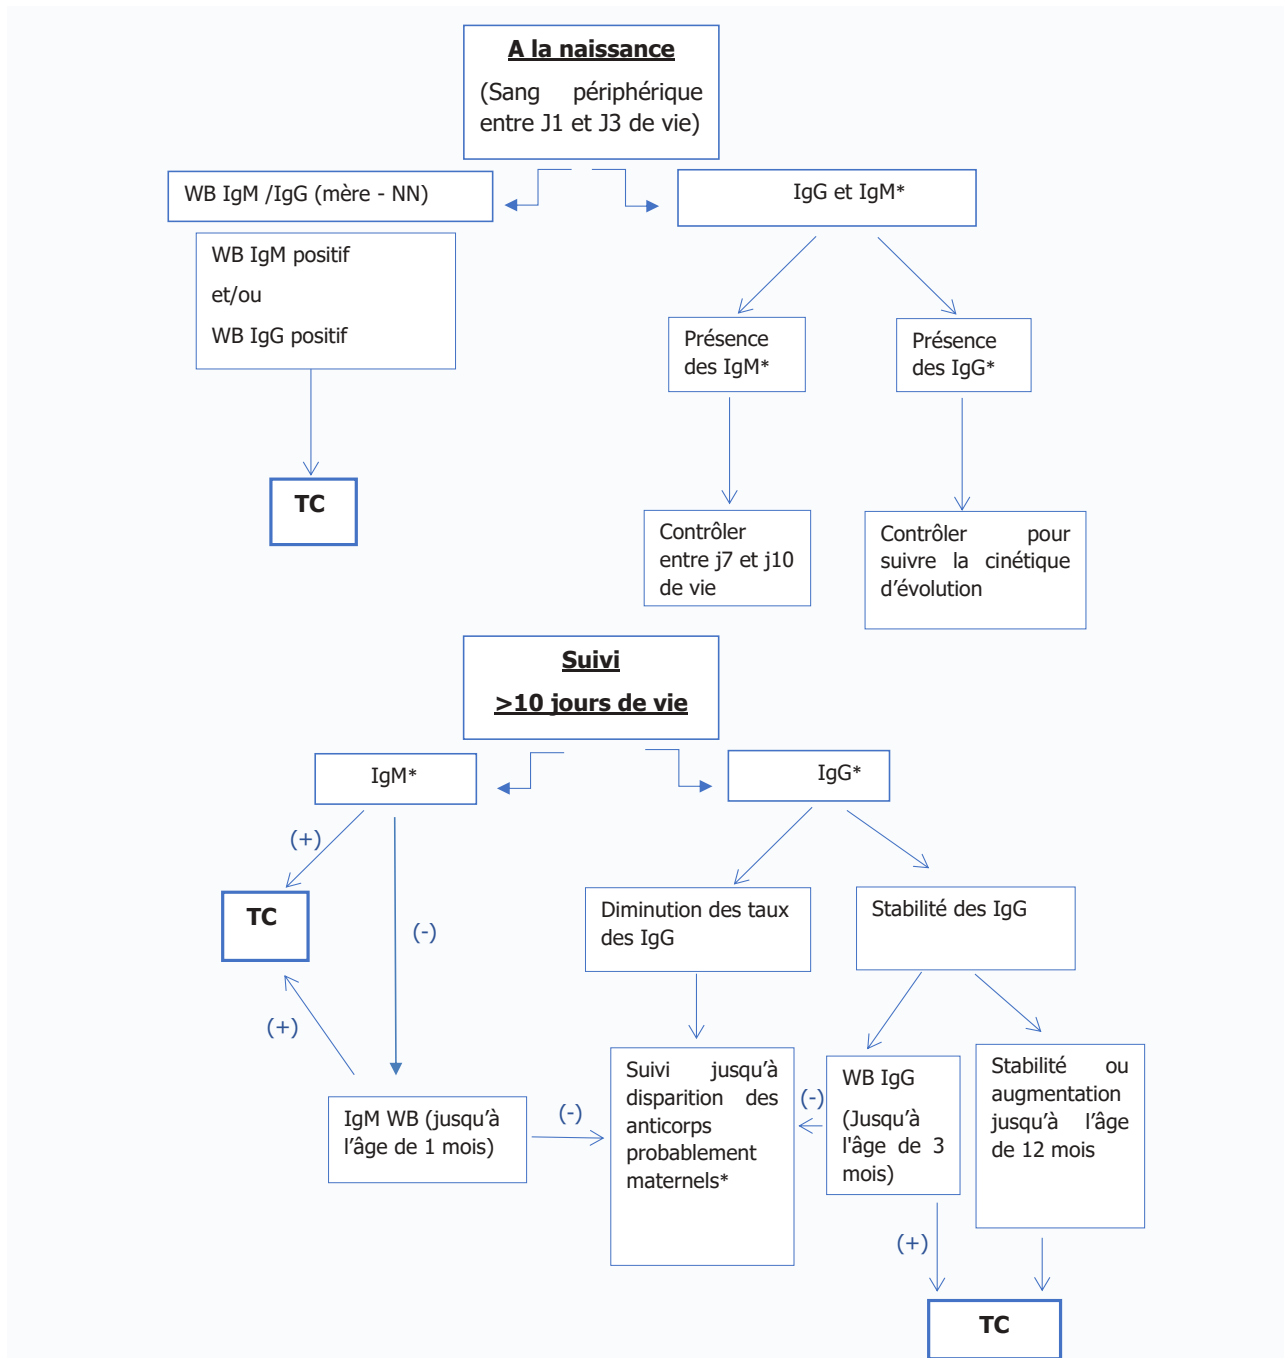 A la naissance
(Sang périphérique
entre J1 et J3 de vie)
WB IgM /IgG (mère - NN)
IgG et IgM*
WB IgM positif
et/ou
WB IgG positif
Présence
des IgM*
Présence
des IgG*
TC
Contrôler
entre j7 et j10
de vie
Contrôler pour
suivre la cinétique
d’évolution
Suivi
>10 jours de vie
IgM*
IgG*
(+)
TC
(-)
Diminution des taux
des IgG
Stabilité des IgG
(+)
IgM WB (jusqu’à
l’âge de 1 mois)
(-)
Suivi jusqu’à
disparition des
anticorps
probablement
maternels*
(-)
WB IgG
(Jusqu’à
l'âge de 3
mois)
Stabilité ou
augmentation
jusqu’à l’âge
de 12 mois
(+)
TC